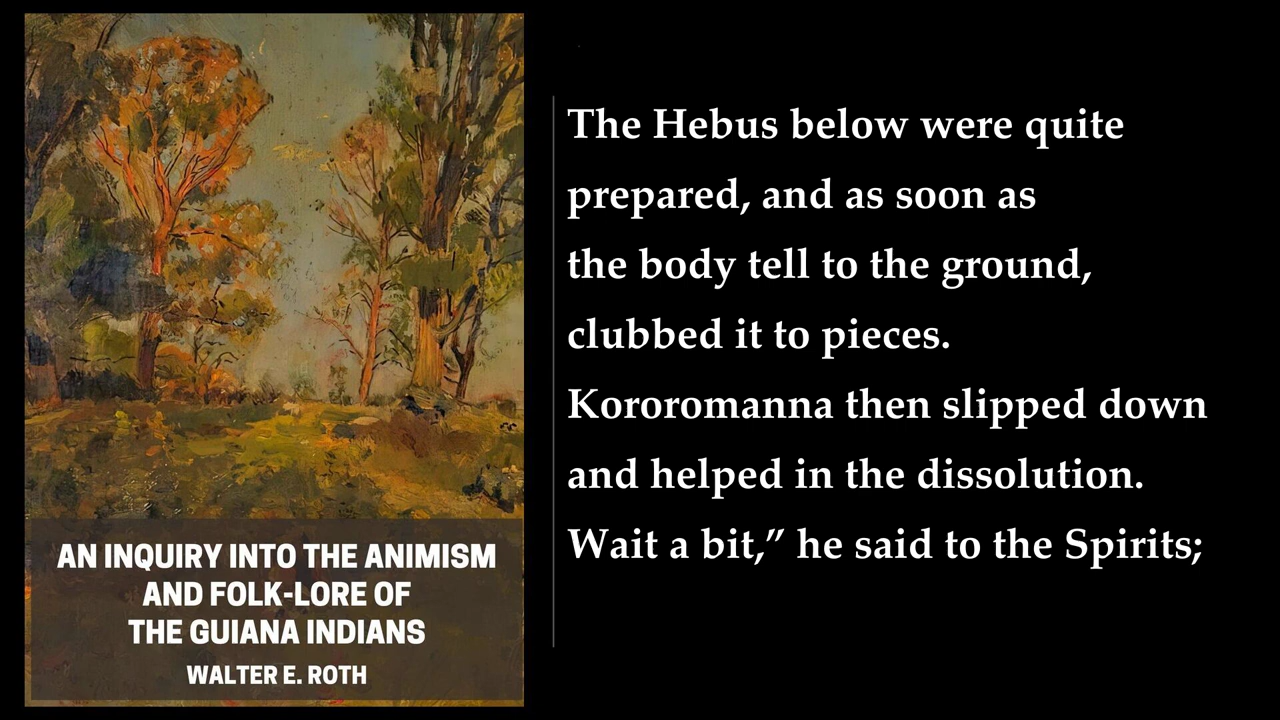 AN INQUIRY INTO THE ANIMISM
AND FOLK-LORE OF
THE GUIANA INDIANS
WALTER E. ROTH
The Hebus below were quite
prepared, and as soon as
the body tell to the ground,
clubbed it to pieces.
Kororomanna then slipped down
and helped in the dissolution.
Wait a bit,” he said to the Spirits;